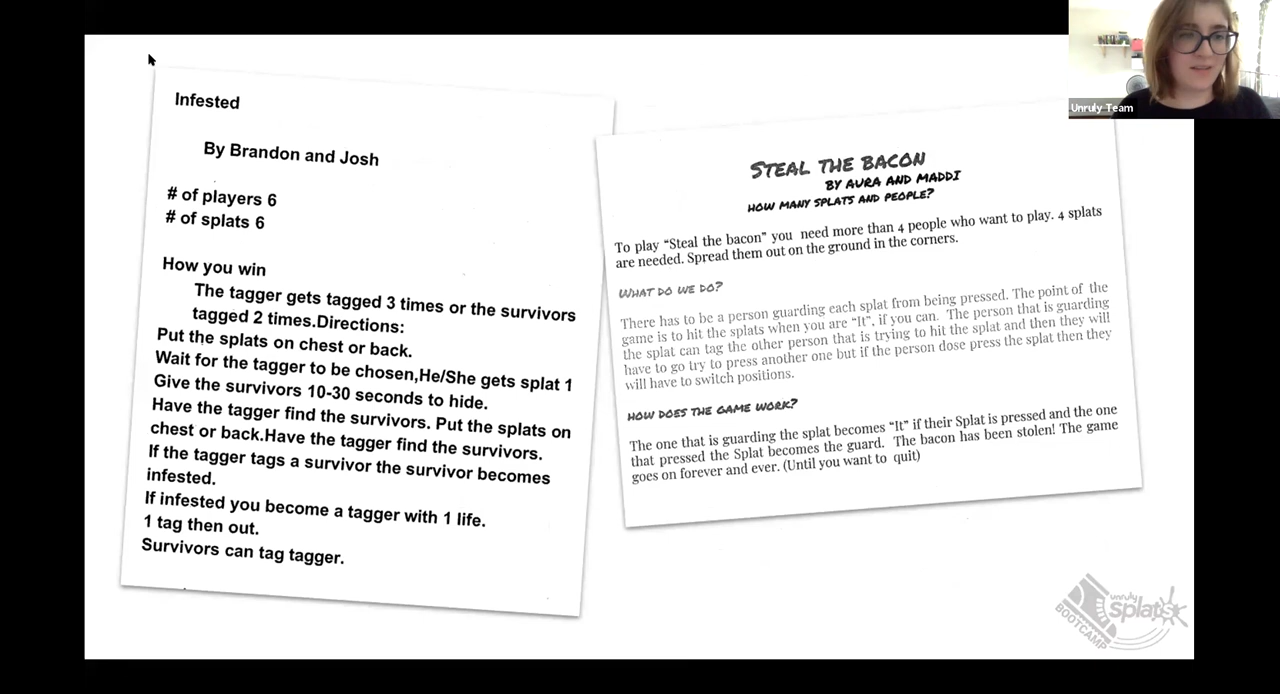 Infested
By Brandon and Josh
# of players 6
# of splats 6
How you win
The tagger gets tagged 3 times or the survivors
tagged 2 times.Directions:
Put the splats on chest or back.
Wait for the tagger to be chosen,He/She gets splat 1
Give the survivors 10-30 seconds to hide.
Have the tagger find the survivors. Put the splats on
chest or back.Have the tagger find the survivors.
If the tagger tags a survivor the survivor becomes
infested.
If infested you become a tagger with 1 life.
1 tag then out.
Survivors can tag tagger.
STEAL THE BACON
BY AURA AND MADDI
HOW MANY SPLATS AND PEOPLE?
To play “Steal the bacon” you need more than 4 people who want to play. 4 splats
are needed. Spread them out on the ground in the corners.
WHAT DO WE DO?
There has to be a person guarding each splat from being pressed. The point of the
game is to hit the splats when you are “It”, if you can. The person that is guarding
the splat can tag the other person that is trying to hit the splat and then they will
have to go try to press another one but if the person dose press the splat then they
will have to switch positions.
HOW DOES THE GAME WORK?
The one that is guarding the splat becomes “It” if their Splat is pressed and the one
that pressed the Splat becomes the guard. The bacon has been stolen! The game
goes on forever and ever. (Until you want to quit)
Unruly Team
unruly
splats
BOOTCAMP